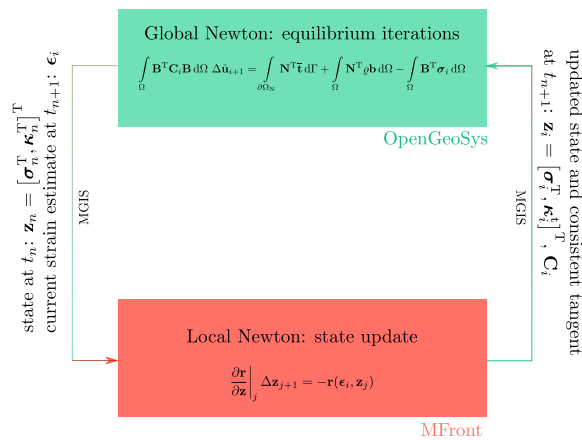 Global Newton: equilibrium iterations
∫_Ω B^T C_i B dΩ Δû_{i+1} = ∫_{∂Ω_N} N^T t̄ dΓ + ∫_Ω N^T ϱb dΩ − ∫_Ω B^T σ_i dΩ
OpenGeoSys
state at t_n: z_n = [σ_n^T, κ_n^T]^T
current strain estimate at t_{n+1}: ϵ_i
MGIS
updated state and consistent tangent
at t_{n+1}: z_i = [σ_i^T, κ_i^t]^T, C_i
MGIS
Local Newton: state update
∂r/∂z|_j Δz_{j+1} = −r(ϵ_i, z_j)
MFront